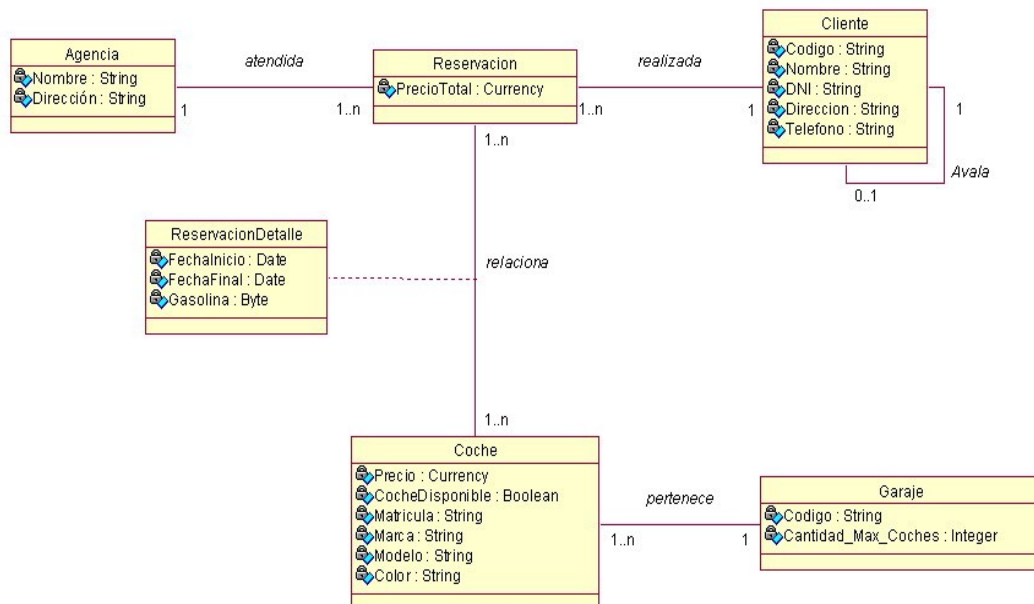 Agencia
Nombre : String
Dirección : String
atendida
1
1..n
Reservacion
PrecioTotal : Currency
realizada
1..n
1
Cliente
Codigo : String
Nombre : String
DNI : String
Direccion : String
Telefono : String
1
Avala
0..1
1..n
ReservacionDetalle
FechaInicio : Date
FechaFinal : Date
Gasolina : Byte
relaciona
1..n
Coche
Precio : Currency
CocheDisponible : Boolean
Matricula : String
Marca : String
Modelo : String
Color : String
pertenece
1..n
1
Garaje
Codigo : String
Cantidad_Max_Coches : Integer